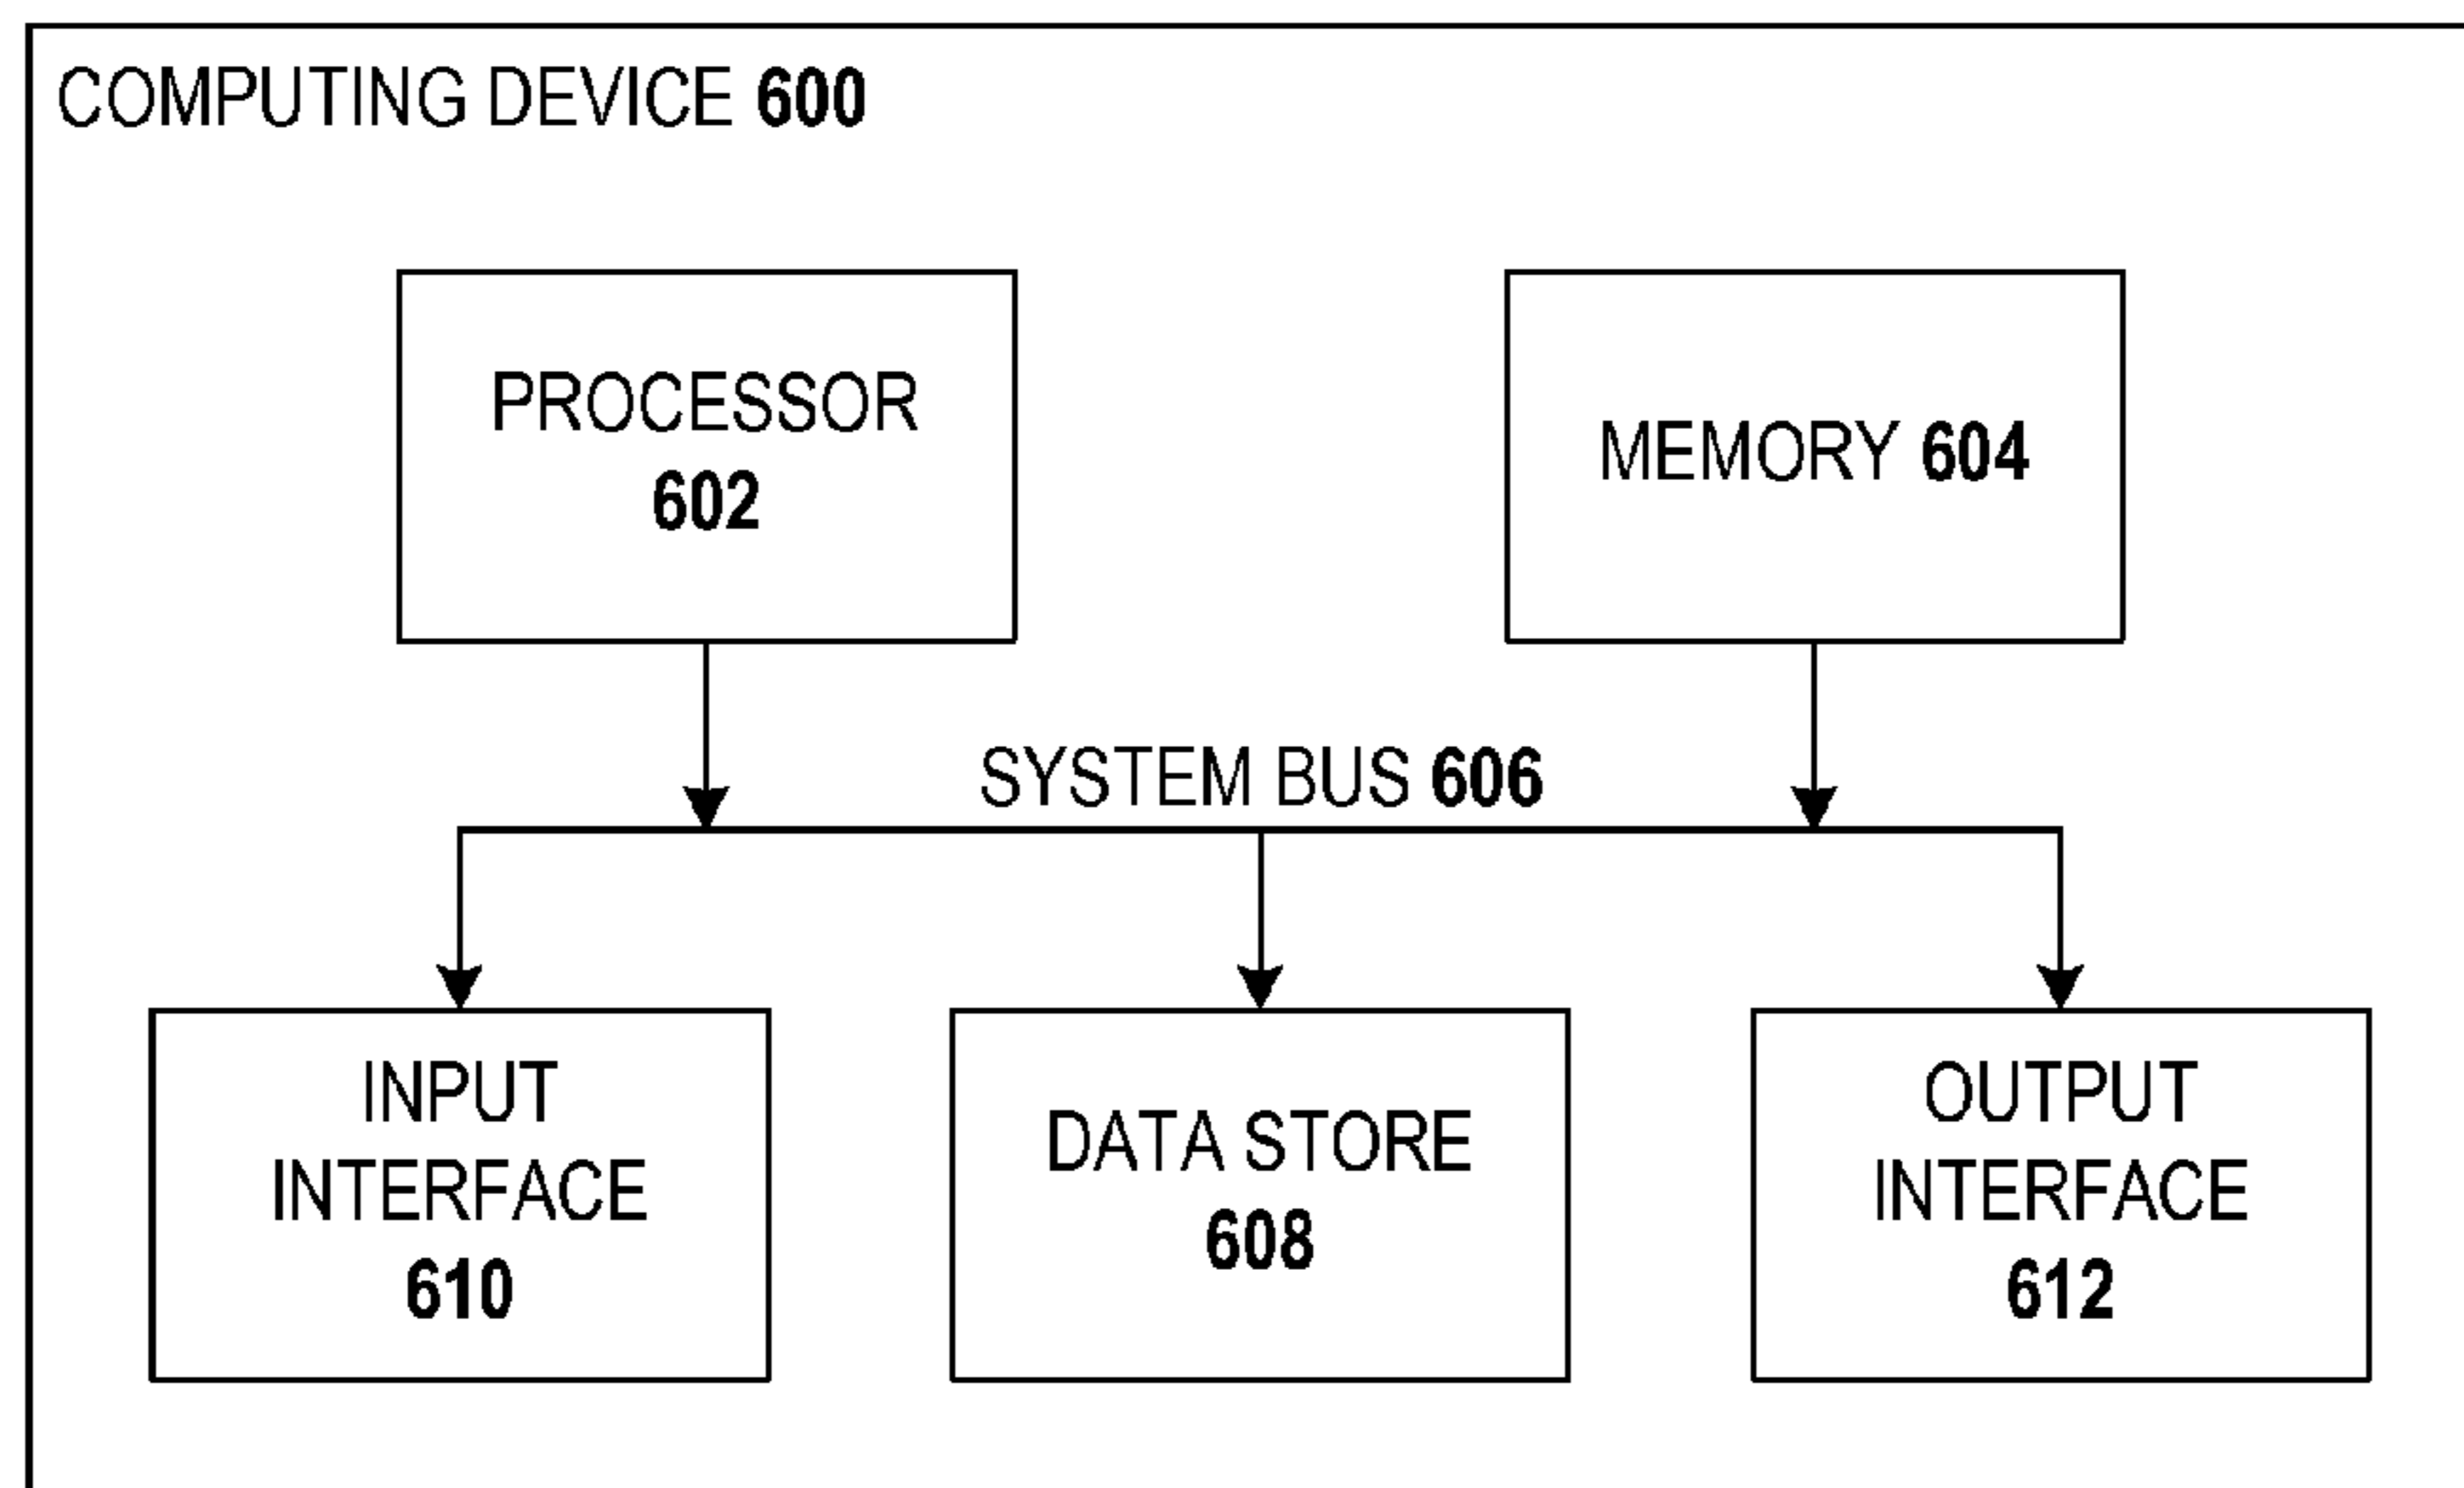 COMPUTING DEVICE 600
PROCESSOR
602
MEMORY 604
SYSTEM BUS 606
INPUT
INTERFACE
610
DATA STORE
608
OUTPUT
INTERFACE
612